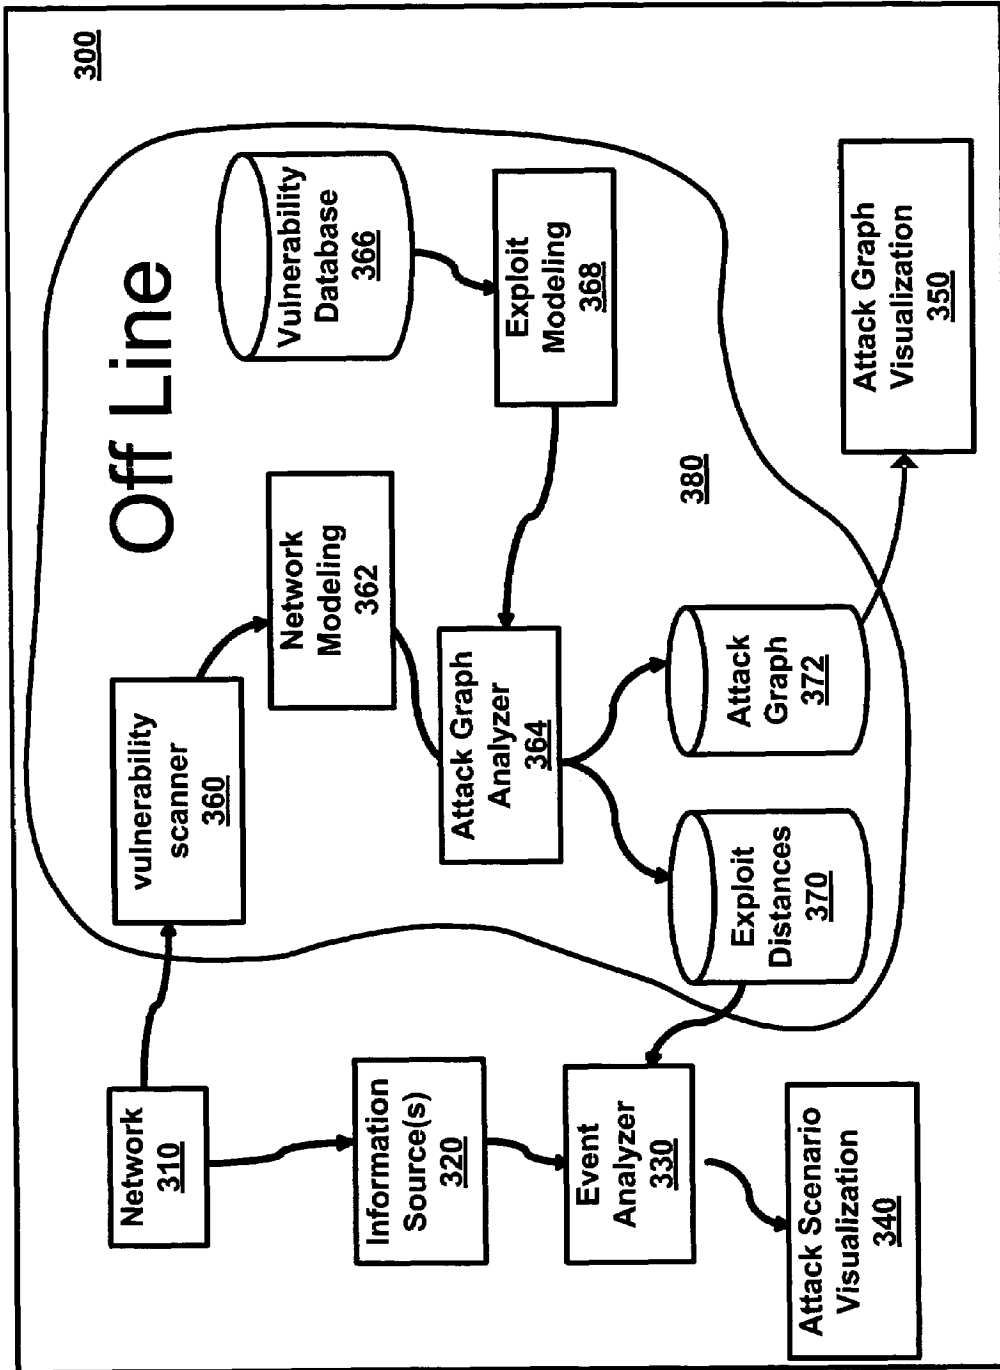 300
Off Line
Network
310
vulnerability
scanner
360
Network
Modeling
362
Vulnerability
Database
366
Information
Source(s)
320
Attack Graph
Analyzer
364
Exploit
Modeling
368
Event
Analyzer
330
Exploit
Distances
370
Attack
Graph
372
380
Attack Scenario
Visualization
340
Attack Graph
Visualization
350